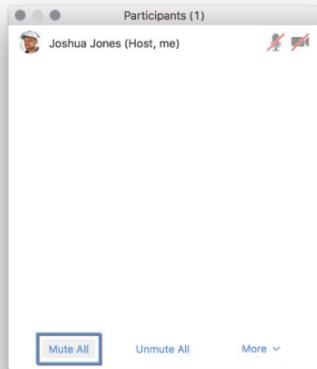 Participants (1)
Joshua Jones (Host, me)
Mute All Unmute All More